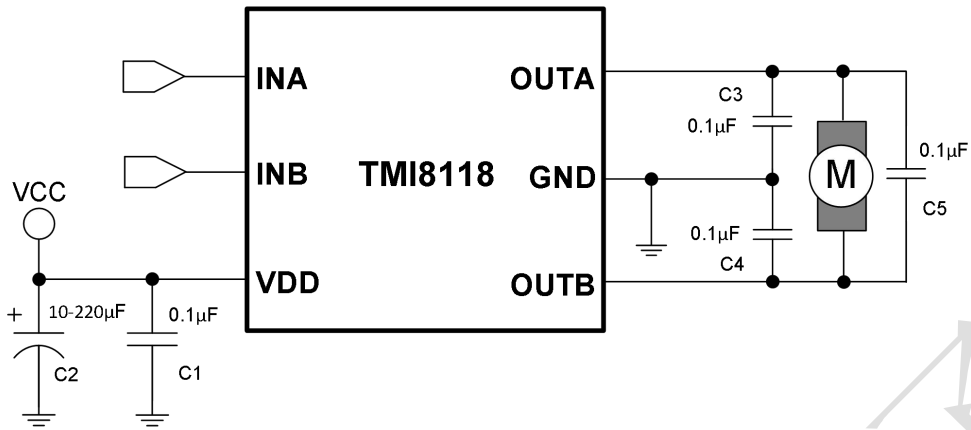 INA
OUTA
C3
0.1μF
0.1μF
INB
TMI8118
GND
M
VCC
C5
0.1μF
C4
VDD
OUTB
+
10-220μF
0.1μF
C2
C1